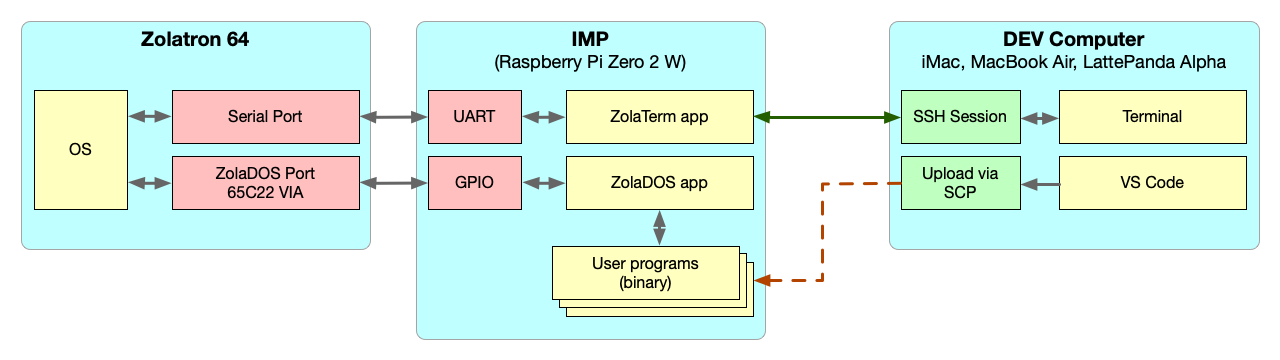 Zolatron 64
OS
Serial Port
ZolaDOS Port
65C22 VIA
IMP
(Raspberry Pi Zero 2 W)
UART
ZolaTerm app
GPIO
ZolaDOS app
User programs
(binary)
DEV Computer
iMac, MacBook Air, LattePanda Alpha
SSH Session
Terminal
Upload via
SCP
VS Code